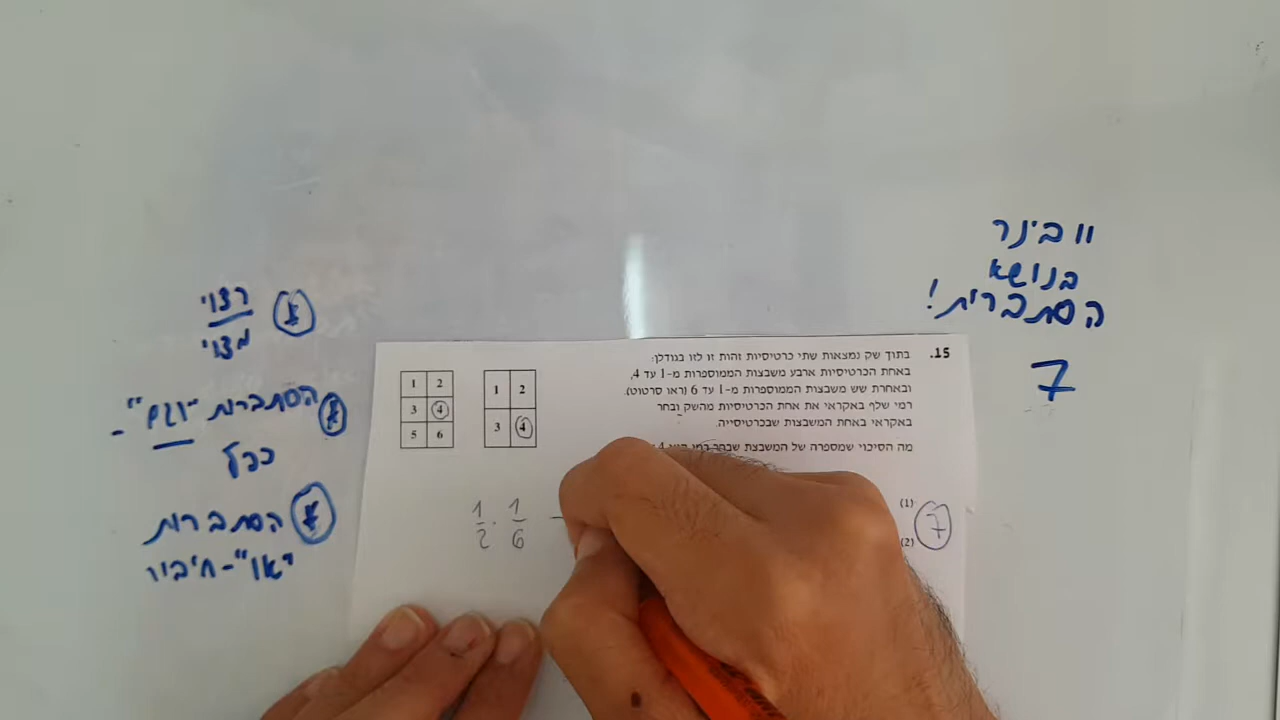 וובינר
בנושא
הסתברות!
7
רצוי
מצוי
הסתברות "וגם" -
כפל
הסתברות
"או" - חיבור
.15
בתוך שק נמצאות שתי כרטיסיות זהות זו לזו בגודלן:
באחת הכרטיסיות ארבע משבצות הממוספרות מ-1 עד 4,
ובאחרת שש משבצות הממוספרות מ-1 עד 6 (ראו סרטוט).
רמי שלף באקראי את אחת הכרטיסיות מהשק ובחר
באקראי באחת המשבצות שבכרטיסייה.
מה הסיכוי שמספרה של המשבצת שבחר רמי הוא 4
1 2
3 4
5 6
1 2
3 4
(1)
7
(2)
1/2 · 1/6